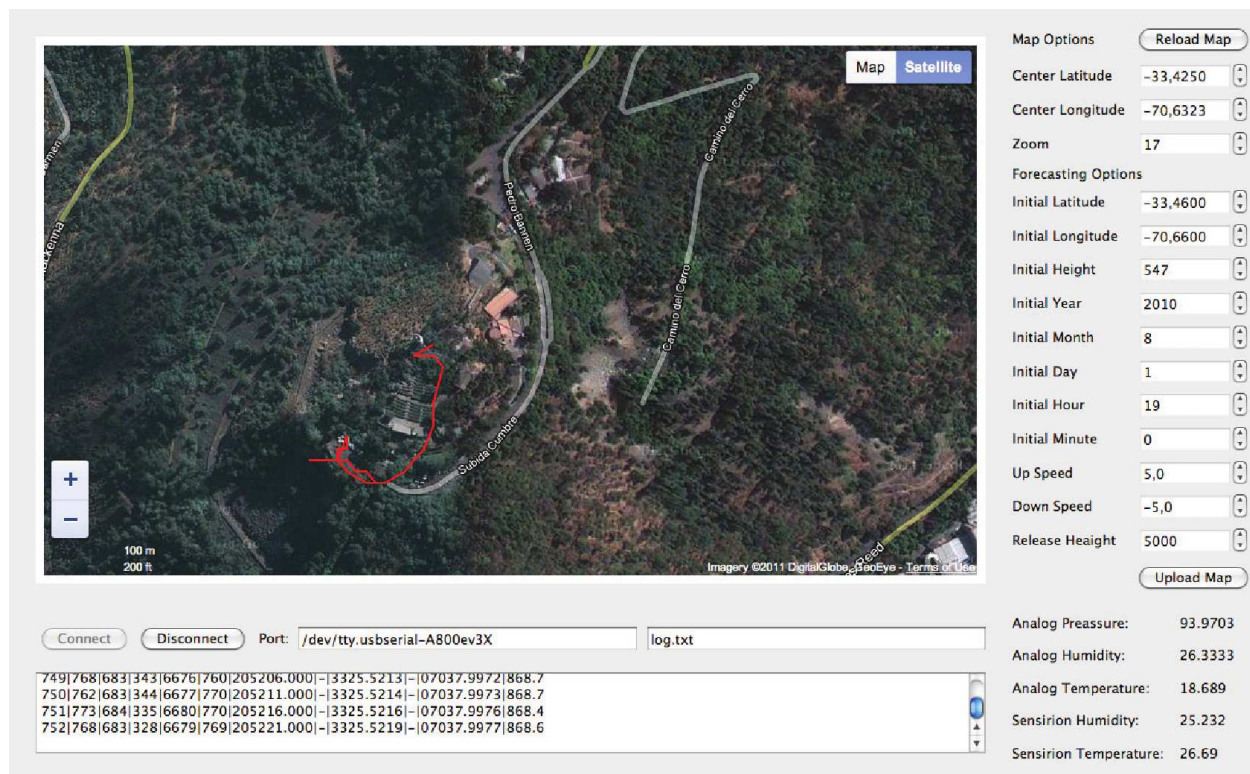 Map Satellite
armen
ackenna
Pedro Bannen
Camino del Cerro
Camino del Cerro
Subida Cumbre
s Reed
+
−
100 m
200 ft
Imagery ©2011 DigitalGlobe, GeoEye - Terms of Use
Map Options Reload Map
Center Latitude -33,4250
Center Longitude -70,6323
Zoom 17
Forecasting Options
Initial Latitude -33,4600
Initial Longitude -70,6600
Initial Height 547
Initial Year 2010
Initial Month 8
Initial Day 1
Initial Hour 19
Initial Minute 0
Up Speed 5,0
Down Speed -5,0
Release Heaight 5000
Upload Map
Connect Disconnect Port: /dev/tty.usbserial-A800ev3X log.txt
749|768|683|343|6676|760|205206.000|-|3325.5213|-|07037.9972|868.7
750|762|683|344|6677|770|205211.000|-|3325.5214|-|07037.9973|868.7
751|773|684|335|6680|770|205216.000|-|3325.5216|-|07037.9976|868.4
752|768|683|328|6679|769|205221.000|-|3325.5219|-|07037.9977|868.6
Analog Preassure: 93.9703
Analog Humidity: 26.3333
Analog Temperature: 18.689
Sensirion Humidity: 25.232
Sensirion Temperature: 26.69